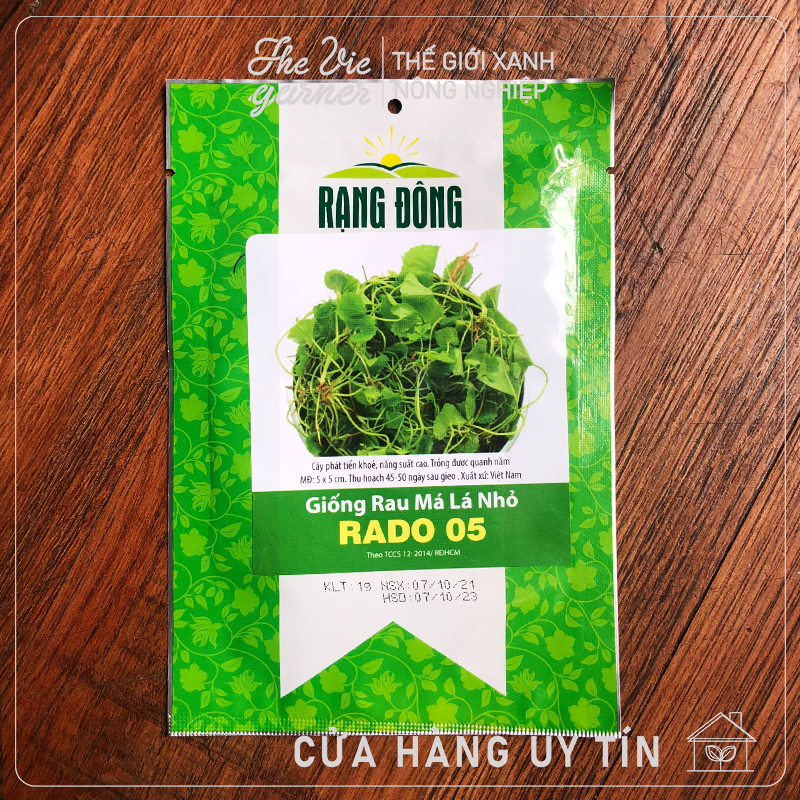 The Vie
garner
THẾ GIỚI XANH
NÔNG NGHIỆP
RẠNG ĐÔNG
Cây phát tiển khoẻ, năng suất cao. Trồng được quanh năm
MĐ: 5 x 5 cm. Thu hoạch 45-50 ngày sau gieo . Xuất xứ: Việt Nam
Giống Rau Má Lá Nhỏ
RADO 05
Theo TCCS 12: 2014/ RĐHCM
KLT:1g NSX:07/10/21
HSD:07/10/23
CỬA HÀNG UY TÍN